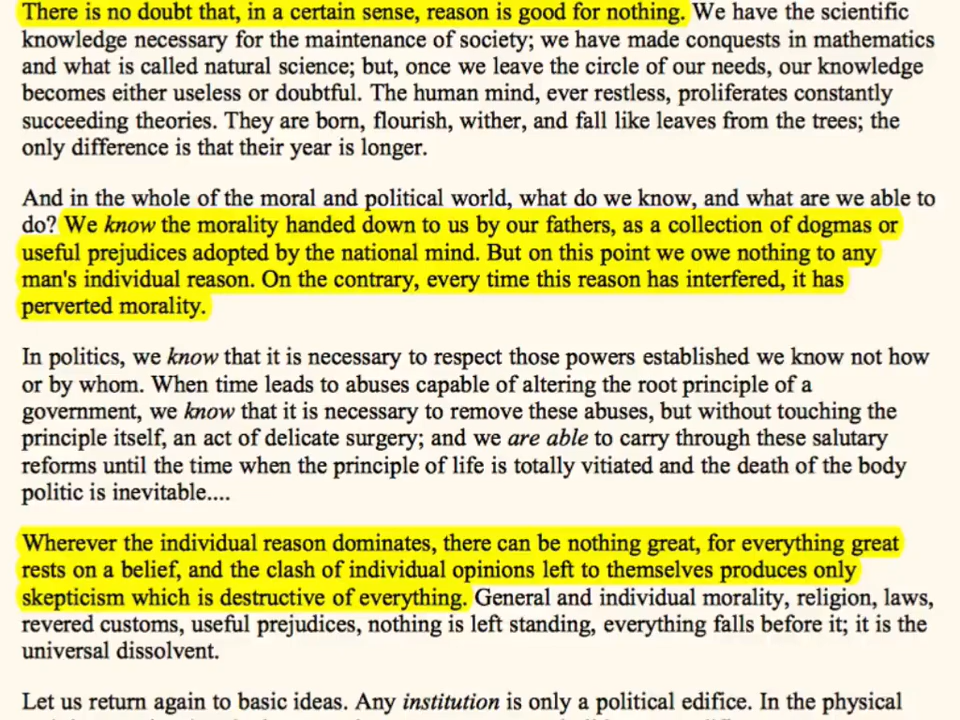 There is no doubt that, in a certain sense, reason is good for nothing. We have the scientific
knowledge necessary for the maintenance of society; we have made conquests in mathematics
and what is called natural science; but, once we leave the circle of our needs, our knowledge
becomes either useless or doubtful. The human mind, ever restless, proliferates constantly
succeeding theories. They are born, flourish, wither, and fall like leaves from the trees; the
only difference is that their year is longer.
And in the whole of the moral and political world, what do we know, and what are we able to
do? We know the morality handed down to us by our fathers, as a collection of dogmas or
useful prejudices adopted by the national mind. But on this point we owe nothing to any
man's individual reason. On the contrary, every time this reason has interfered, it has
perverted morality.
In politics, we know that it is necessary to respect those powers established we know not how
or by whom. When time leads to abuses capable of altering the root principle of a
government, we know that it is necessary to remove these abuses, but without touching the
principle itself, an act of delicate surgery; and we are able to carry through these salutary
reforms until the time when the principle of life is totally vitiated and the death of the body
politic is inevitable....
Wherever the individual reason dominates, there can be nothing great, for everything great
rests on a belief, and the clash of individual opinions left to themselves produces only
skepticism which is destructive of everything. General and individual morality, religion, laws,
revered customs, useful prejudices, nothing is left standing, everything falls before it; it is the
universal dissolvent.
Let us return again to basic ideas. Any institution is only a political edifice. In the physical